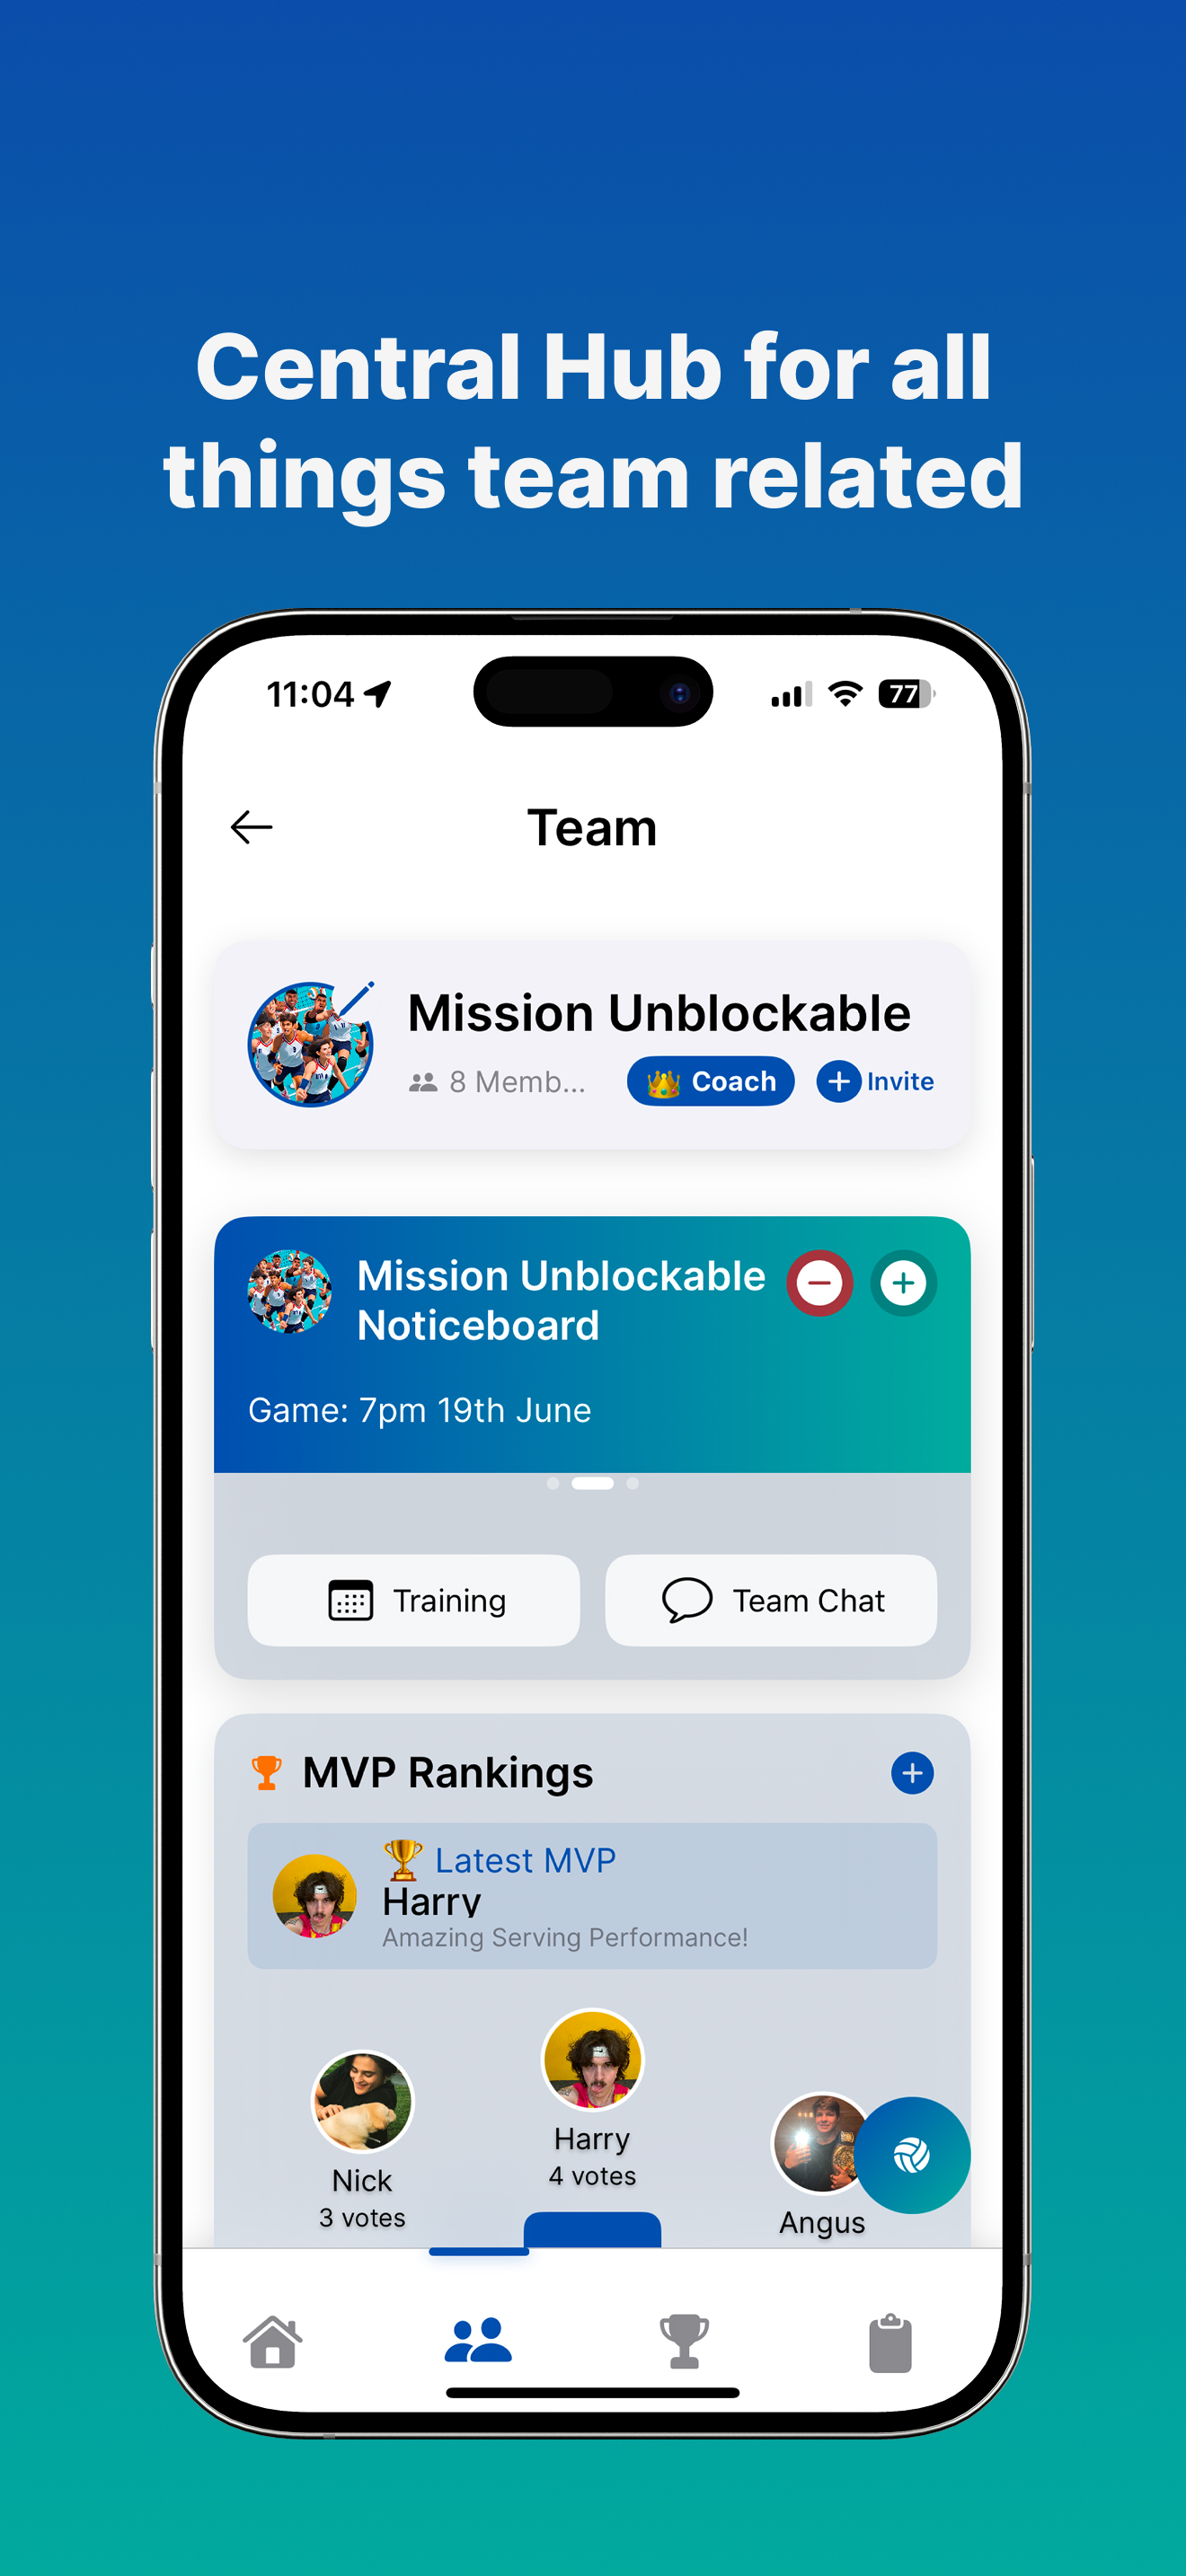 Central Hub for all
things team related
11:04
77
Team
Mission Unblockable
8 Memb...
Coach
Invite
Mission Unblockable
Noticeboard
Game: 7pm 19th June
Training
Team Chat
MVP Rankings
Latest MVP
Harry
Amazing Serving Performance!
Harry
4 votes
Nick
3 votes
Angus